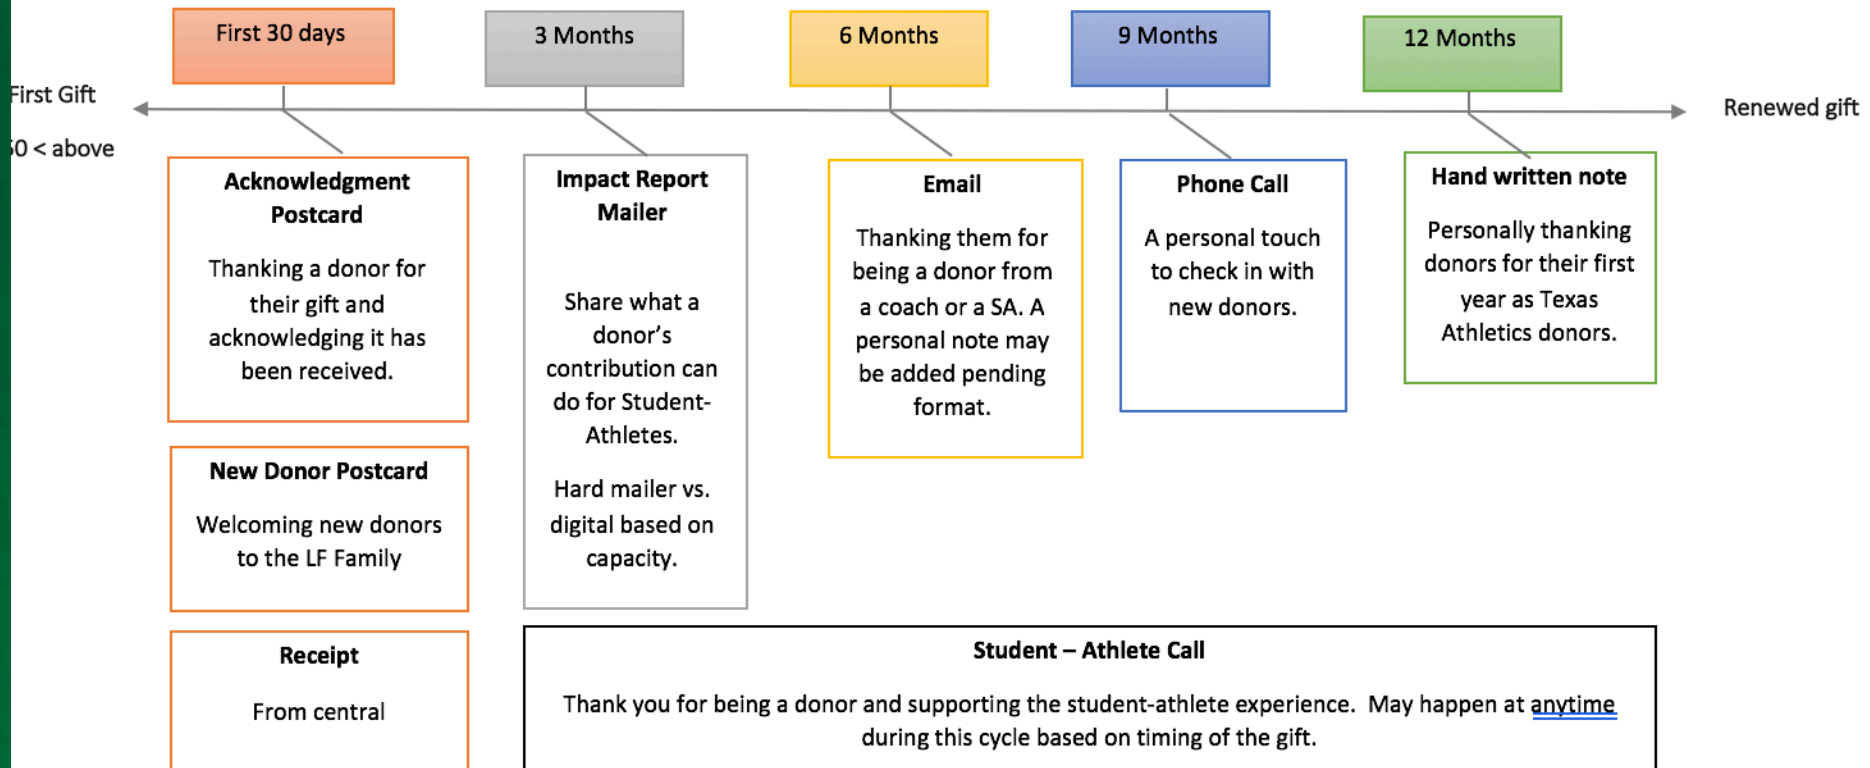 First 30 days
3 Months
6 Months
9 Months
12 Months
First Gift
Renewed gift
0 < above
Acknowledgment
Postcard
Thanking a donor for
their gift and
acknowledging it has
been received.
New Donor Postcard
Welcoming new donors
to the LF Family
Receipt
From central
Impact Report
Mailer
Share what a
donor’s
contribution can
do for Student-
Athletes.
Hard mailer vs.
digital based on
capacity.
Email
Thanking them for
being a donor from
a coach or a SA. A
personal note may
be added pending
format.
Phone Call
A personal touch
to check in with
new donors.
Hand written note
Personally thanking
donors for their first
year as Texas
Athletics donors.
Student – Athlete Call
Thank you for being a donor and supporting the student-athlete experience.  May happen at anytime
during this cycle based on timing of the gift.